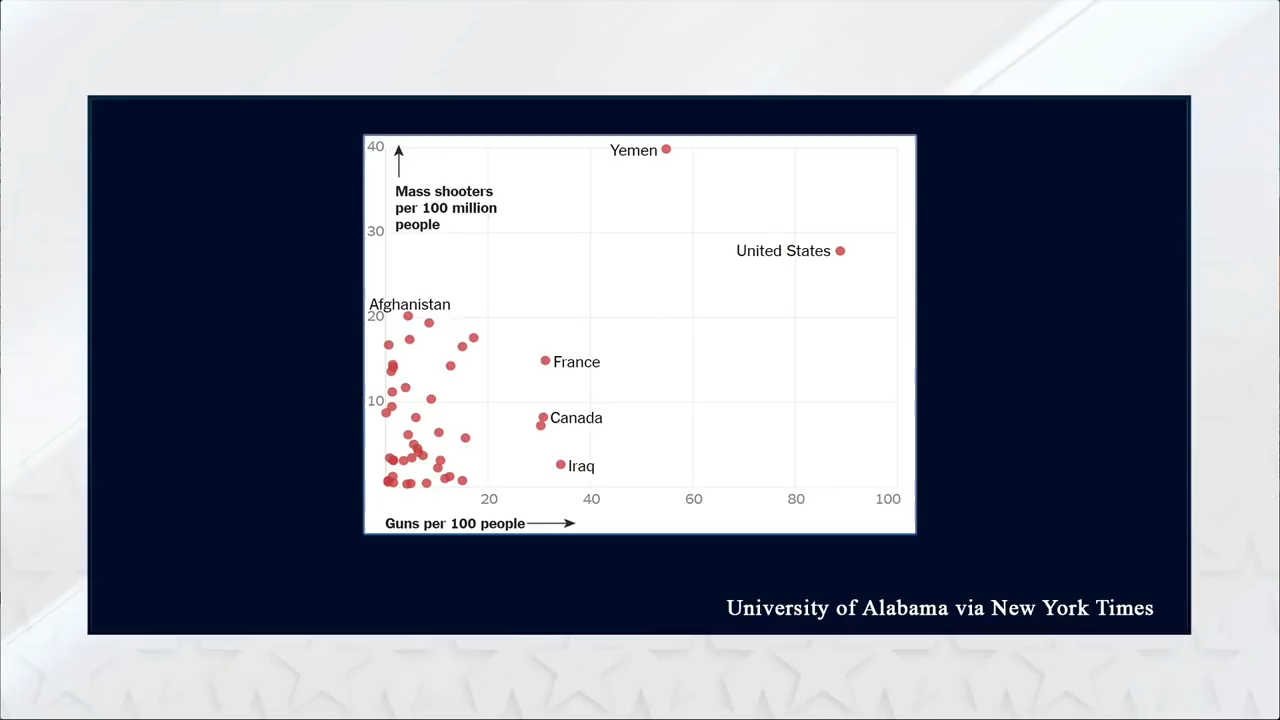 40
Yemen
Mass shooters
per 100 million
people
30
United States
Afghanistan
20
France
10
Canada
Iraq
20 40 60 80 100
Guns per 100 people
University of Alabama via New York Times